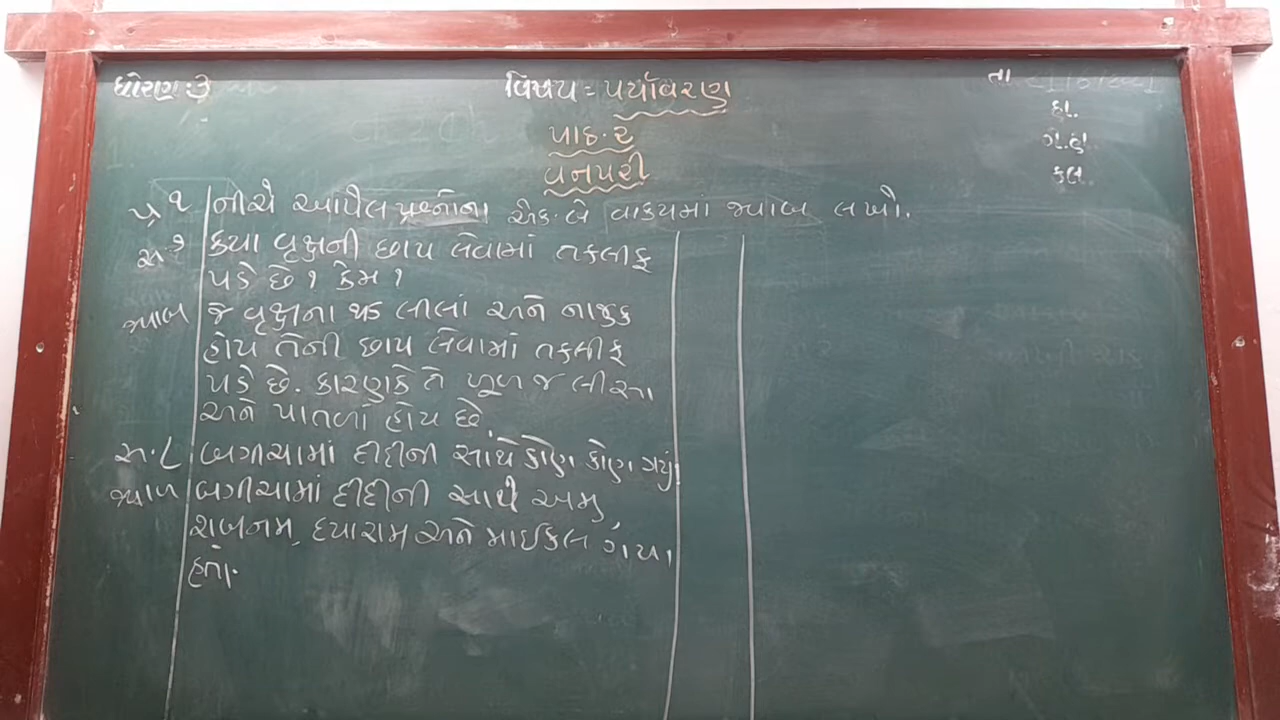 ધોરણ:૩
વિષય = પર્યાવરણ
તા
હા.
ગે.હા.
કુલ.
પાઠ.૨
વનપરી
પ્ર ૧ નીચે આપેલ પ્રશ્નોના એક-બે વાક્યમાં જવાબ લખો.
કયા વૃક્ષની છાપ લેવામાં તકલીફ
પડે છે? કેમ?
જવાબ જે વૃક્ષના થડ લીલાં અને નાજુક
હોય તેની છાપ લેવામાં તકલીફ
પડે છે. કારણકે તે ખૂબ જ લીસા
અને પાતળાં હોય છે.
સ.૮ બગીચામાં દીદીની સાથે કોણ કોણ ગયું?
જવાબ બગીચામાં દીદીની સાથે અમુ
શબનમ, દયારામ અને માઈકલ ગયા
હતા.